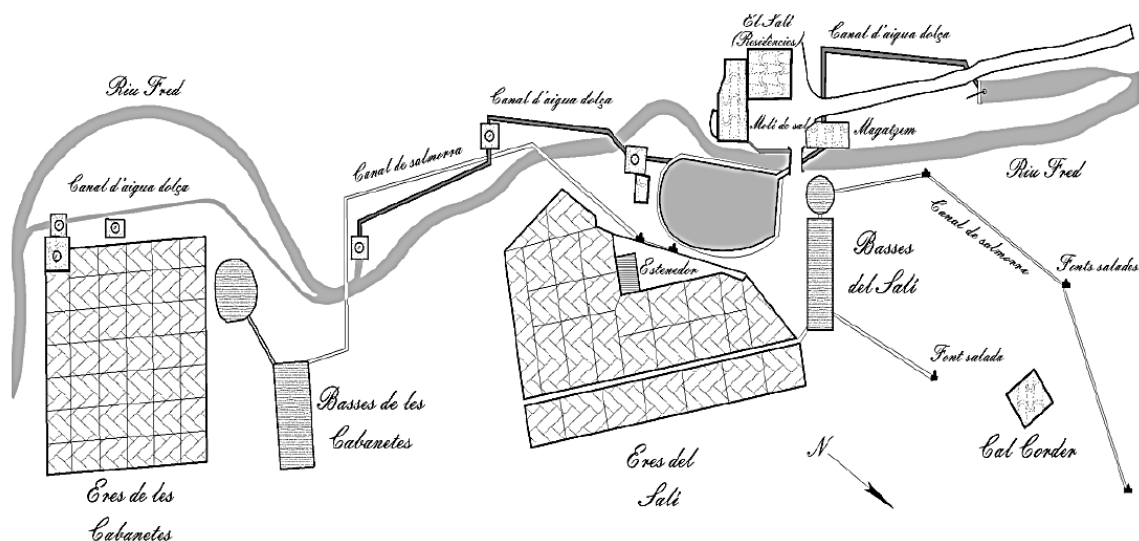 El Salí
(Residències)
Canal d'aigua dolça
Riu Fred
Canal d'aigua dolça
Molí de sal
Magatzem
Canal de salmorra
Riu Fred
Canal d'aigua dolça
Canal de salmorra
Basses
del Salí
Fonts salades
Estenedor
Font salada
Basses de les
Cabanetes
Cal Corder
N
Eres del
Salí
Eres de les
Cabanetes